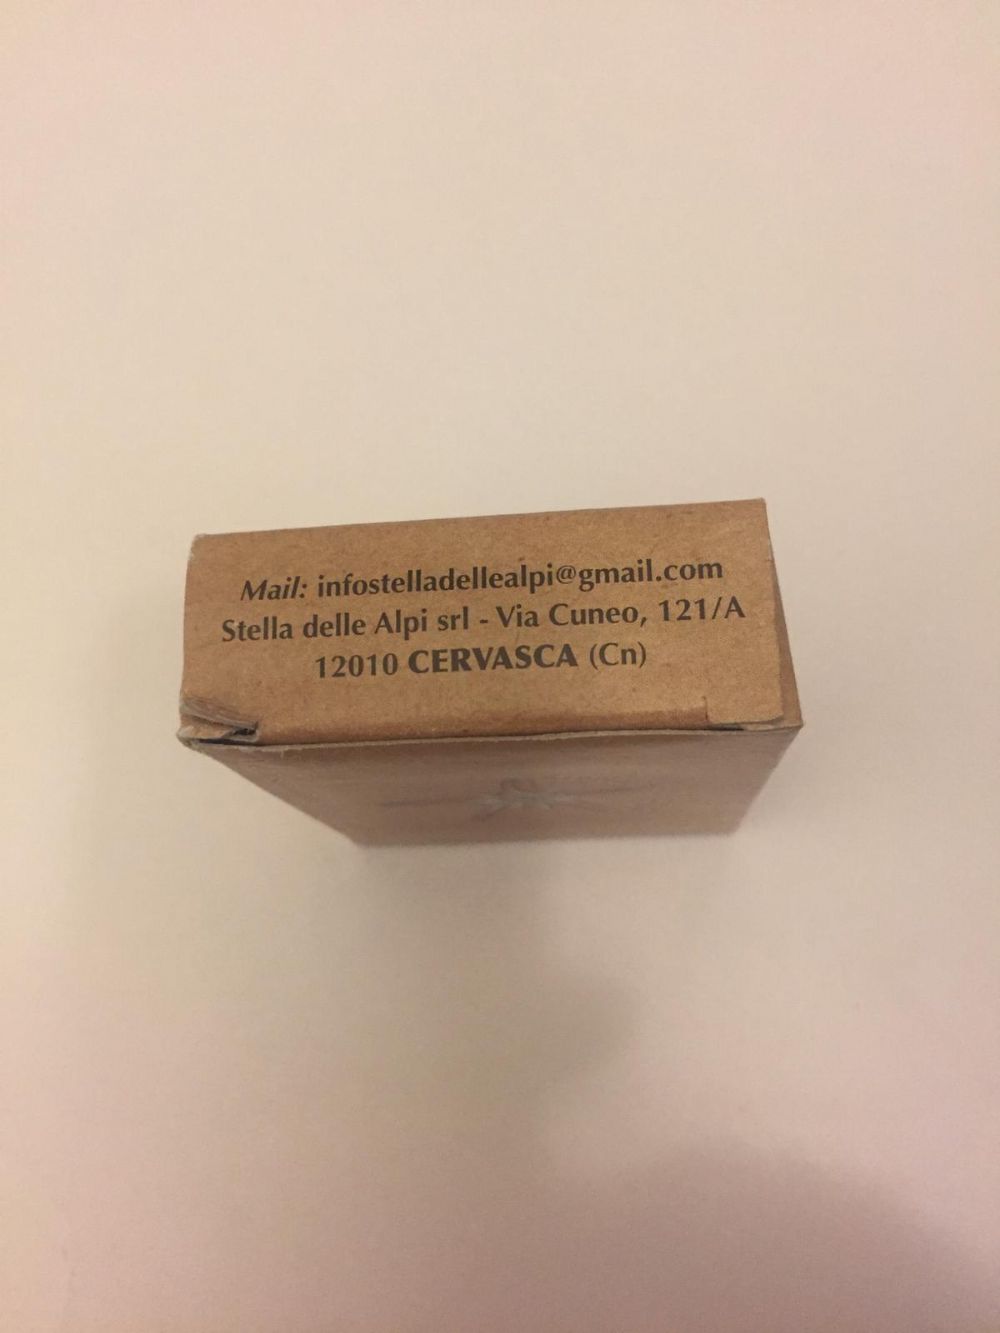 Mail: infostelladellealpi@gmail.com
Stella delle Alpi srl - Via Cuneo, 121/A
12010 CERVASCA (Cn)